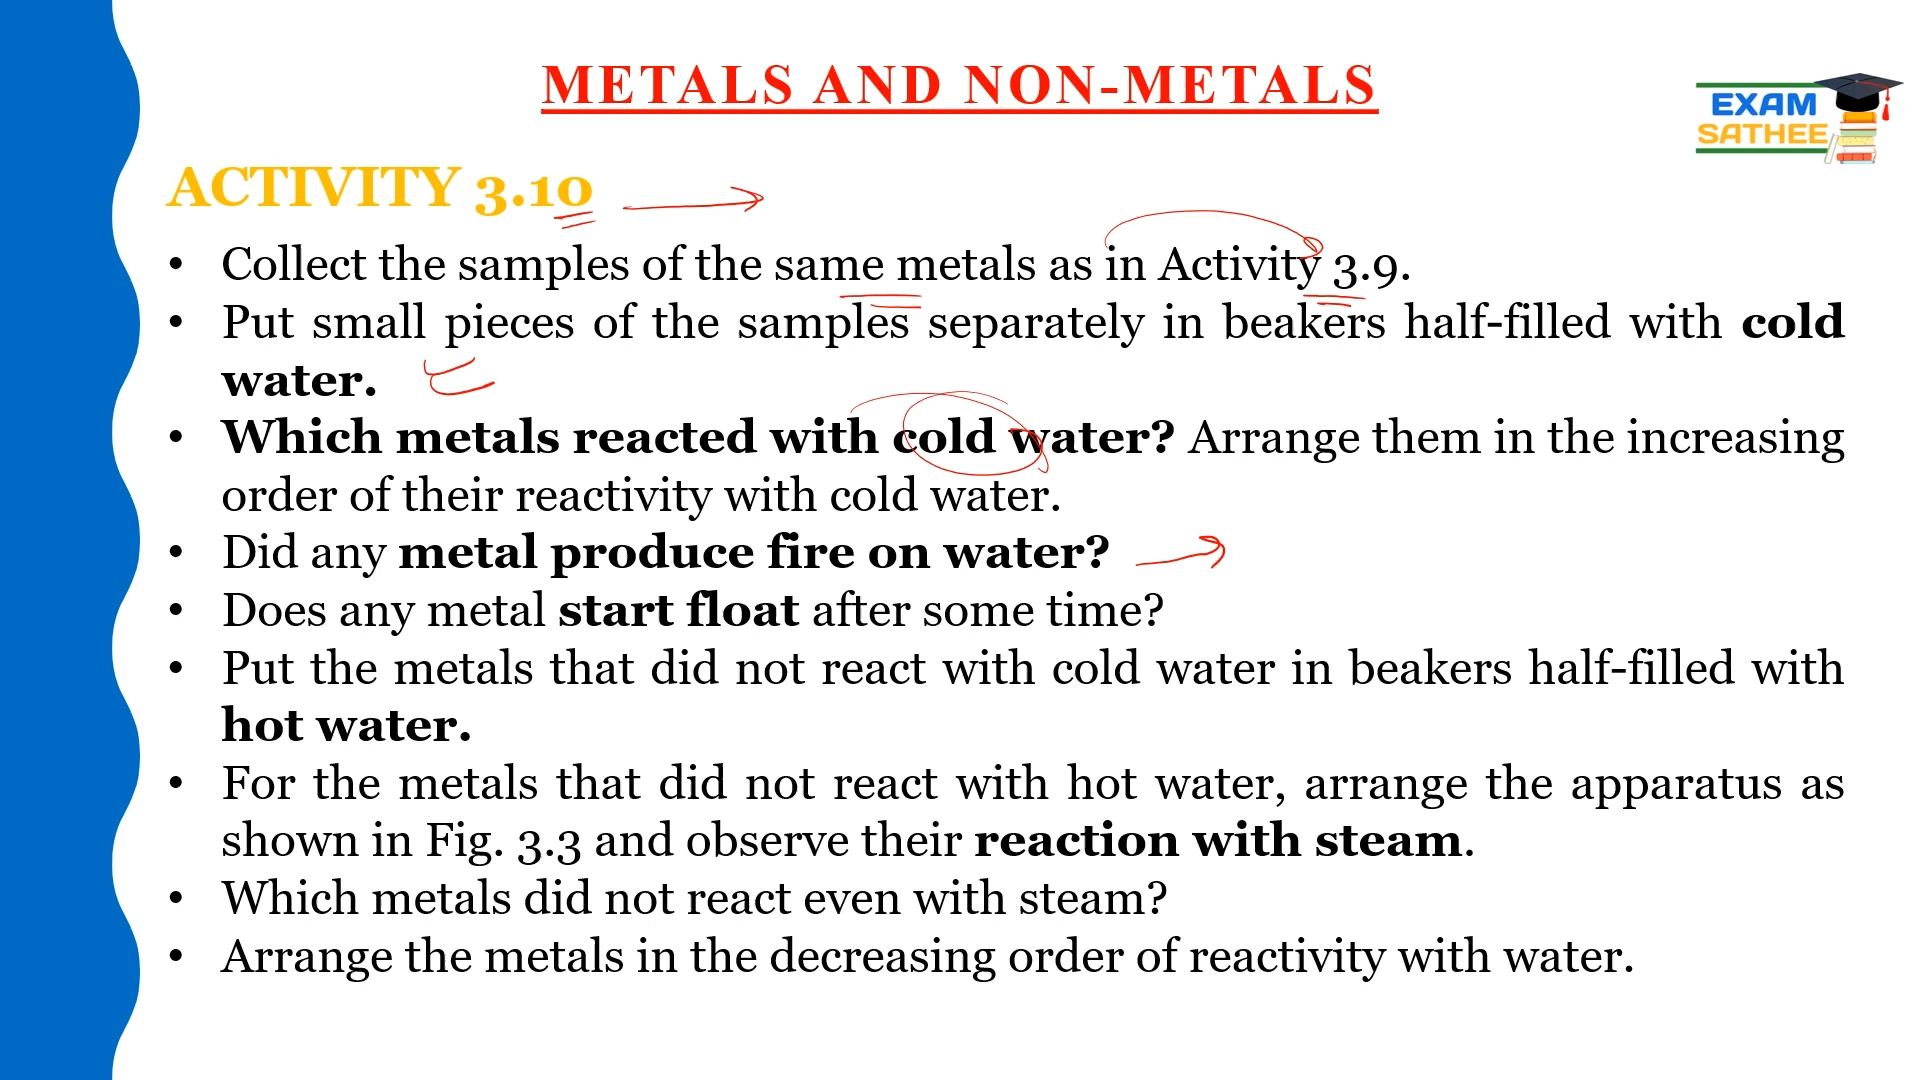 METALS AND NON-METALS
EXAM
SATHEE
ACTIVITY 3.10
• Collect the samples of the same metals as in Activity 3.9.
• Put small pieces of the samples separately in beakers half-filled with cold
water.
• Which metals reacted with cold water? Arrange them in the increasing
order of their reactivity with cold water.
• Did any metal produce fire on water?
• Does any metal start float after some time?
• Put the metals that did not react with cold water in beakers half-filled with
hot water.
• For the metals that did not react with hot water, arrange the apparatus as
shown in Fig. 3.3 and observe their reaction with steam.
• Which metals did not react even with steam?
• Arrange the metals in the decreasing order of reactivity with water.